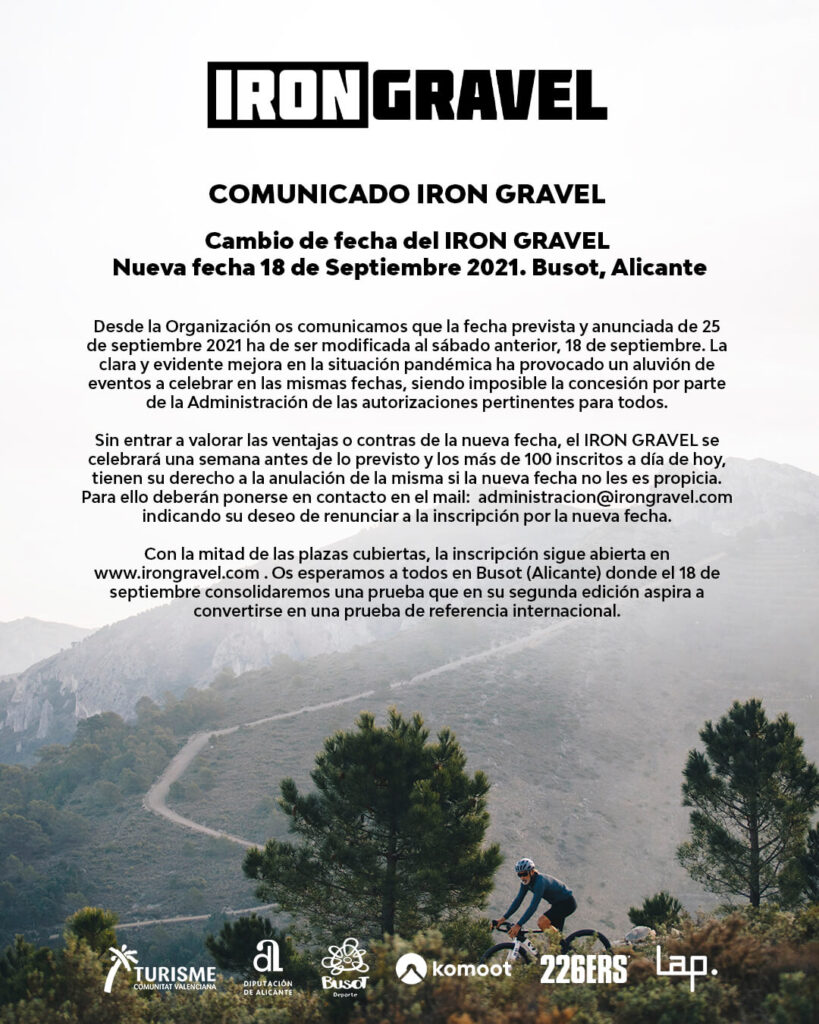 IRON GRAVEL
COMUNICADO IRON GRAVEL
Cambio de fecha del IRON GRAVEL
Nueva fecha 18 de Septiembre 2021. Busot, Alicante
Desde la Organización os comunicamos que la fecha prevista y anunciada de 25
de septiembre 2021 ha de ser modificada al sábado anterior, 18 de septiembre. La
clara y evidente mejora en la situación pandémica ha provocado un aluvión de
eventos a celebrar en las mismas fechas, siendo imposible la concesión por parte
de la Administración de las autorizaciones pertinentes para todos.
Sin entrar a valorar las ventajas o contras de la nueva fecha, el IRON GRAVEL se
celebrará una semana antes de lo previsto y los más de 100 inscritos a día de hoy,
tienen su derecho a la anulación de la misma si la nueva fecha no les es propicia.
Para ello deberán ponerse en contacto en el mail:  administracion@irongravel.com
indicando su deseo de renunciar a la inscripción por la nueva fecha.
Con la mitad de las plazas cubiertas, la inscripción sigue abierta en
www.irongravel.com . Os esperamos a todos en Busot (Alicante) donde el 18 de
septiembre consolidaremos una prueba que en su segunda edición aspira a
convertirse en una prueba de referencia internacional.
TURISME
COMUNITAT VALENCIANA
a
DIPUTACIÓN
DE ALICANTE
BUSOT
Deporte
komoot
226ERS
Lap.